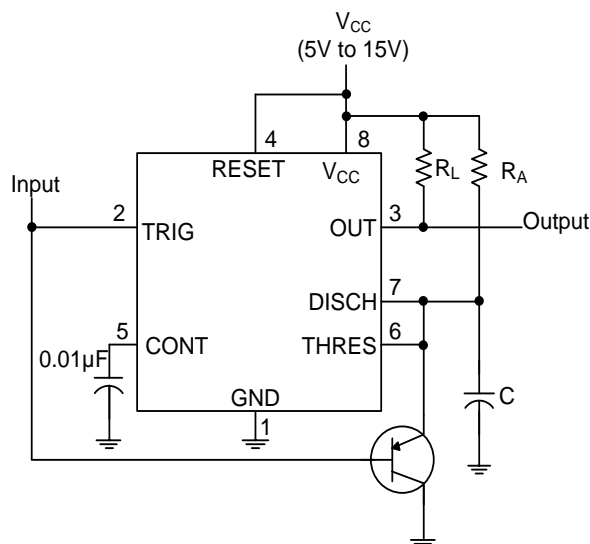 VCC
(5V to 15V)
4
8
RESET
VCC
RL
RA
Input
2
TRIG
OUT
3
Output
DISCH
7
5
CONT
THRES
6
0.01µF
GND
1
C